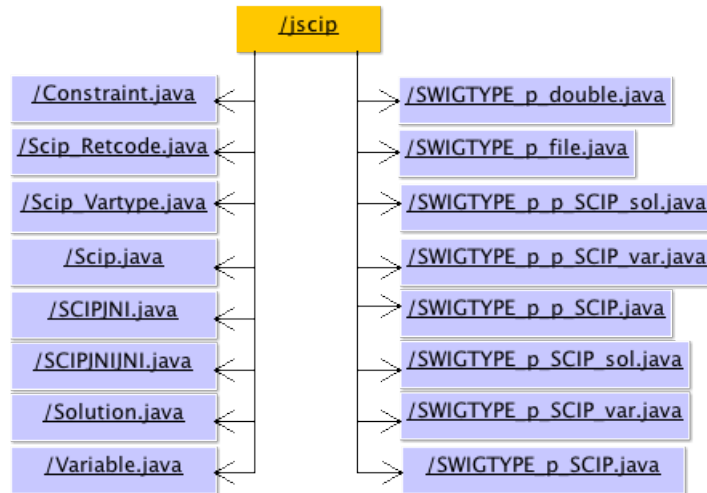 /jscip
/Constraint.java
/Scip_Retcode.java
/Scip_Vartype.java
/Scip.java
/SCIPJNI.java
/SCIPJNIJNI.java
/Solution.java
/Variable.java
/SWIGTYPE_p_double.java
/SWIGTYPE_p_file.java
/SWIGTYPE_p_p_SCIP_sol.java
/SWIGTYPE_p_p_SCIP_var.java
/SWIGTYPE_p_p_SCIP.java
/SWIGTYPE_p_SCIP_sol.java
/SWIGTYPE_p_SCIP_var.java
/SWIGTYPE_p_SCIP.java